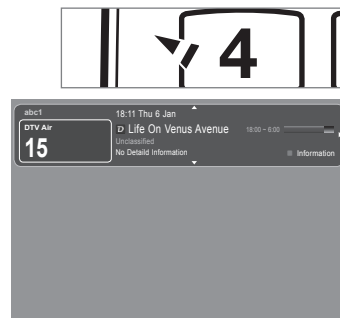 4
abc1
18:11 Thu 6 Jan
DTV Air
15
D Life On Venus Avenue
18:00 ~ 6:00
Unclassified
No Detaild Information
Information